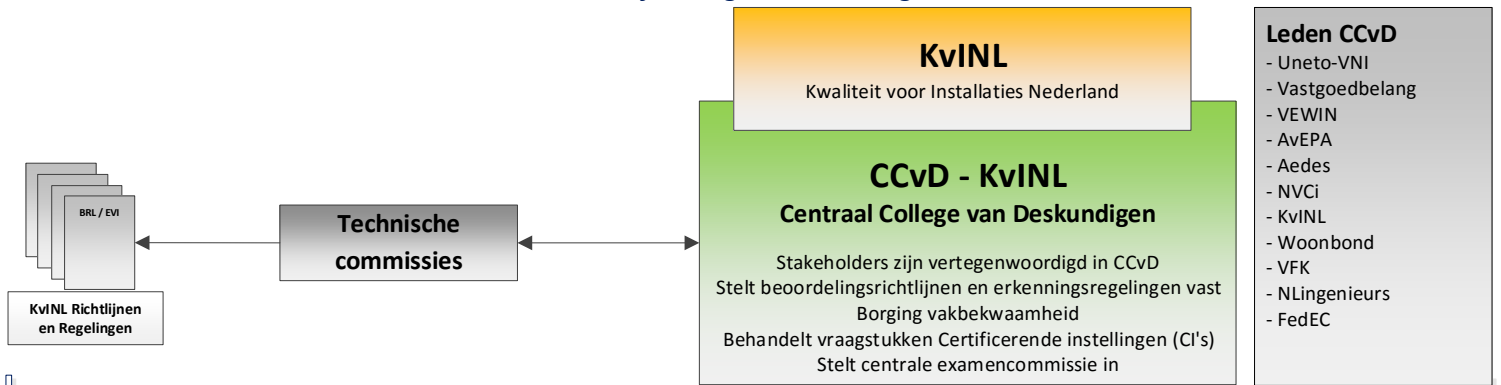 BRL / EVI
KvINL Richtlijnen
en Regelingen
Technische
commissies
KvINL
Kwaliteit voor Installaties Nederland
CCvD - KvINL
Centraal College van Deskundigen
Stakeholders zijn vertegenwoordigd in CCvD
Stelt beoordelingsrichtlijnen en erkenningsregelingen vast
Borging vakbekwaamheid
Behandelt vraagstukken Certificerende instellingen (CI's)
Stelt centrale examencommissie in
Leden CCvD
- Uneto-VNI
- Vastgoedbelang
- VEWIN
- AvEPA
- Aedes
- NVCi
- KvINL
- Woonbond
- VFK
- NLingenieurs
- FedEC